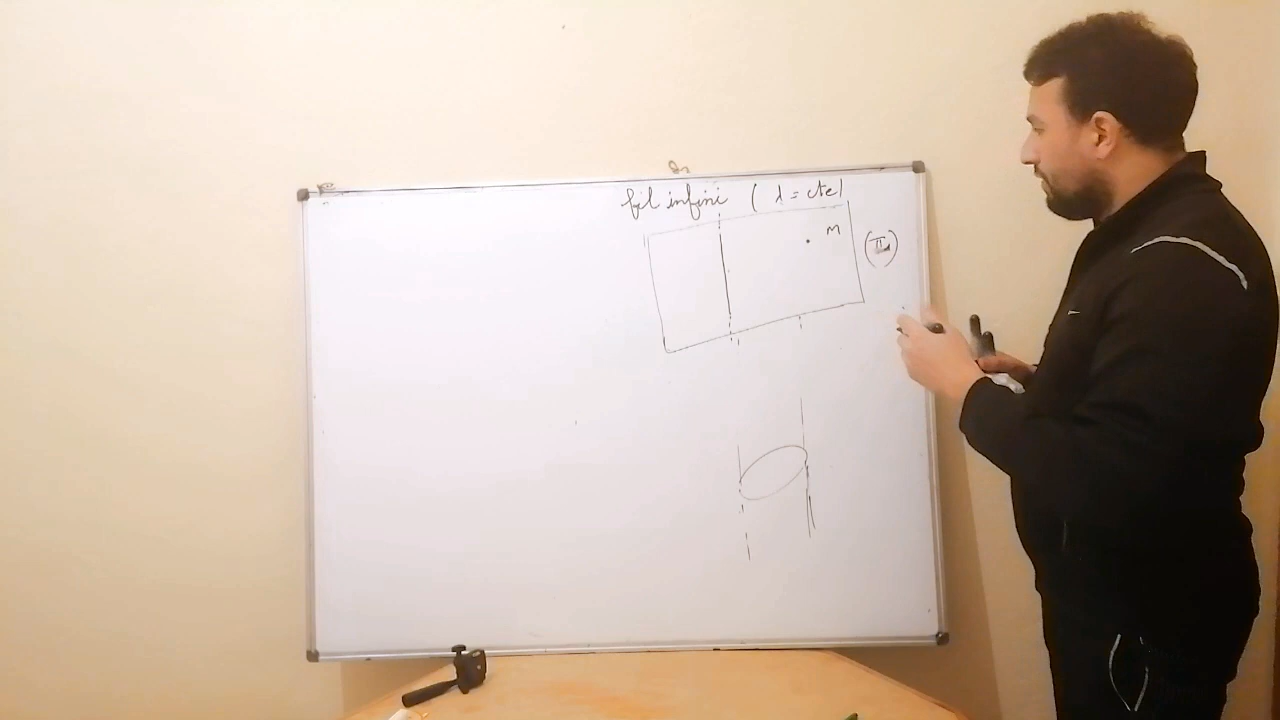 fil infini ( λ = cte )
M
(π)